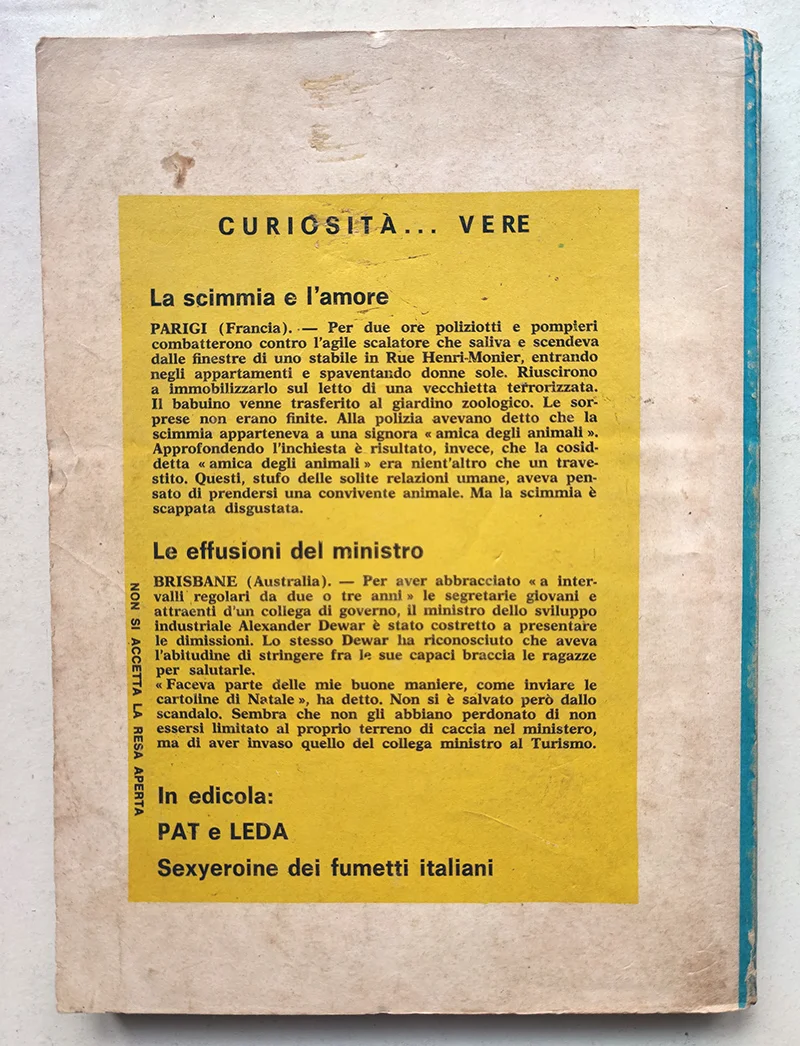 CURIOSITÀ... VERE
La scimmia e l'amore
PARIGI (Francia). — Per due ore poliziotti e pompieri
combatterono contro l'agile scalatore che saliva e scendeva
dalle finestre di uno stabile in Rue Henri-Monier, entrando
negli appartamenti e spaventando donne sole. Riuscirono
a immobilizzarlo sul letto di una vecchietta terrorizzata.
Il babuino venne trasferito al giardino zoologico. Le sor-
prese non erano finite. Alla polizia avevano detto che la
scimmia apparteneva a una signora « amica degli animali ».
Approfondendo l'inchiesta è risultato, invece, che la cosid-
detta « amica degli animali » era nient'altro che un trave-
stito. Questi, stufo delle solite relazioni umane, aveva pen-
sato di prendersi una convivente animale. Ma la scimmia è
scappata disgustata.
Le effusioni del ministro
BRISBANE (Australia). — Per aver abbracciato « a inter-
valli regolari da due o tre anni » le segretarie giovani e
attraenti d'un collega di governo, il ministro dello sviluppo
industriale Alexander Dewar è stato costretto a presentare
le dimissioni. Lo stesso Dewar ha riconosciuto che aveva
l'abitudine di stringere fra le sue capaci braccia le ragazze
per salutarle.
« Faceva parte delle mie buone maniere, come inviare le
cartoline di Natale », ha detto. Non si è salvato però dallo
scandalo. Sembra che non gli abbiano perdonato di non
essersi limitato al proprio terreno di caccia nel ministero,
ma di aver invaso quello del collega ministro al Turismo.
NON SI ACCETTA LA RESA APERTA
In edicola:
PAT e LEDA
Sexyeroine dei fumetti italiani